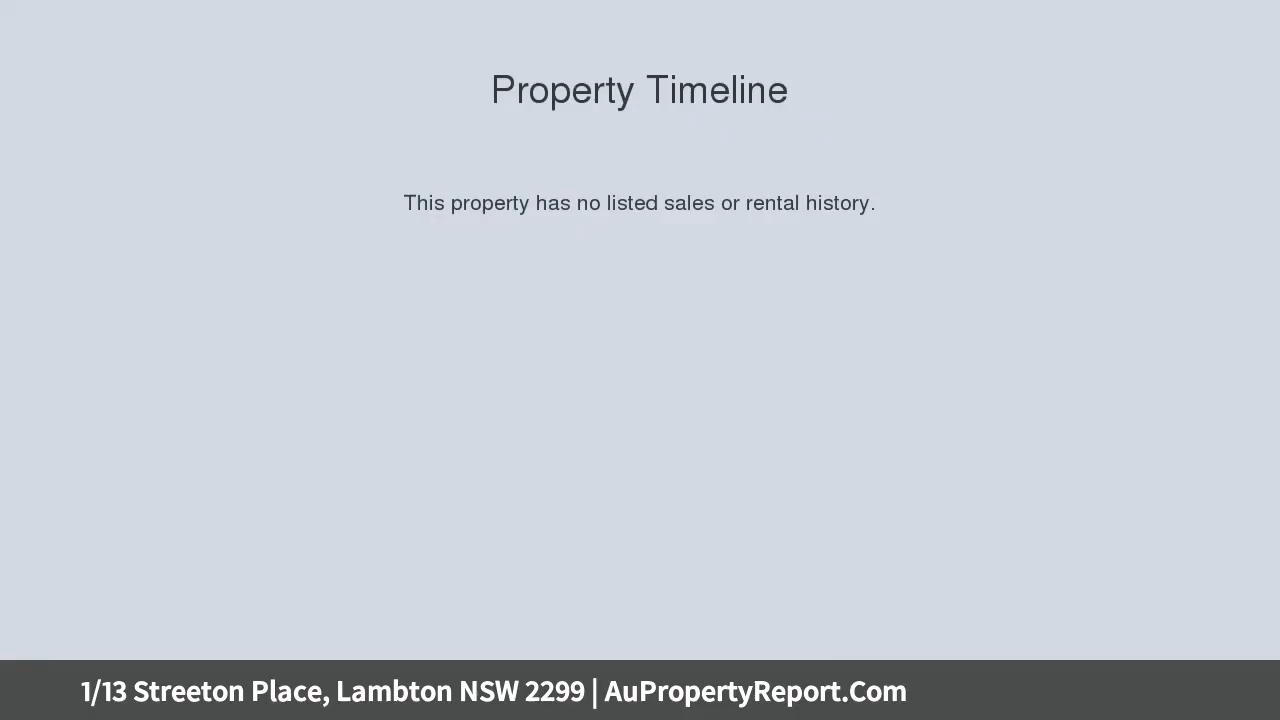 Property Timeline
This property has no listed sales or rental history.
1/13 Streeton Place, Lambton NSW 2299 | AuPropertyReport.Com